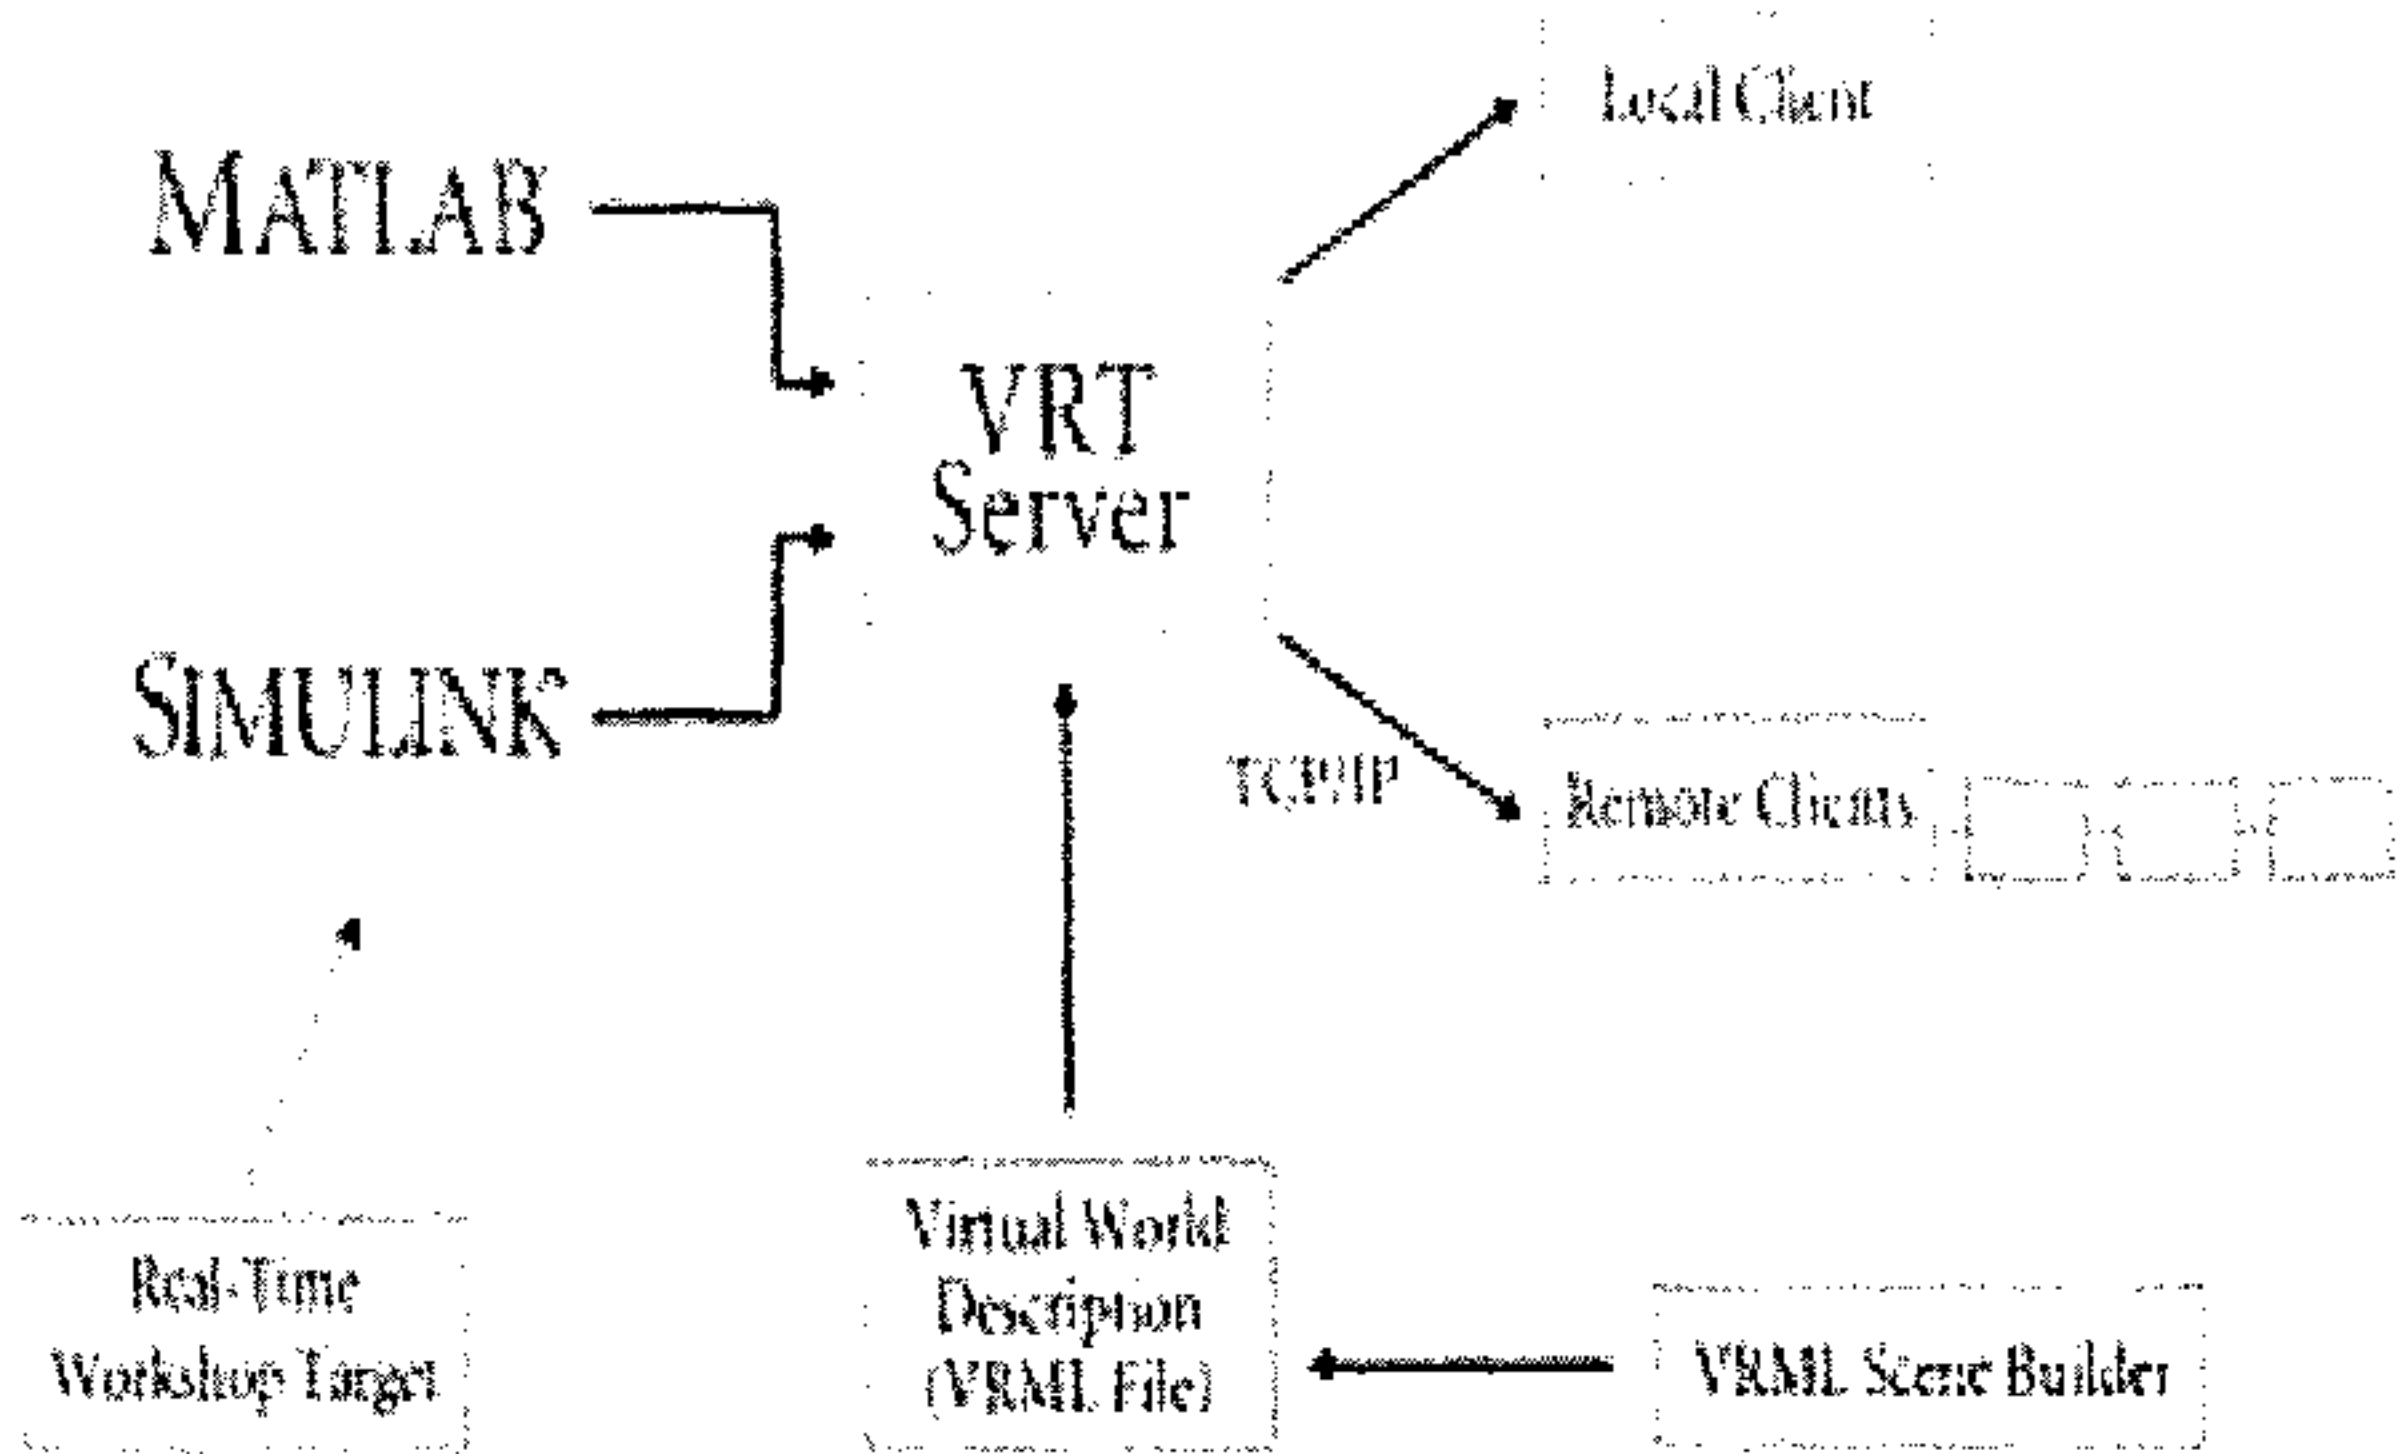 Local Client
MATLAB
VRT
Server
SIMULINK
TCP/IP
Remote Clients
Real-Time
Workshop Target
Virtual World
Description
(VRML File)
VRML Scene Builder